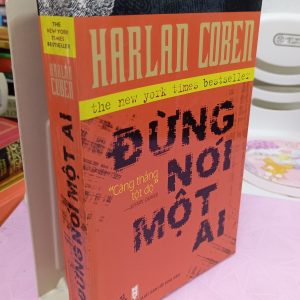 THE
NEW YORK
TIMES
BESTSELLER
HARLAN
COBEN
ĐỪNG NÓI MỘT AI
HARLAN COBEN
the new york times bestseller
ĐỪNG
NÓI
MỘT
AI
"Căng thẳng
tột độ"